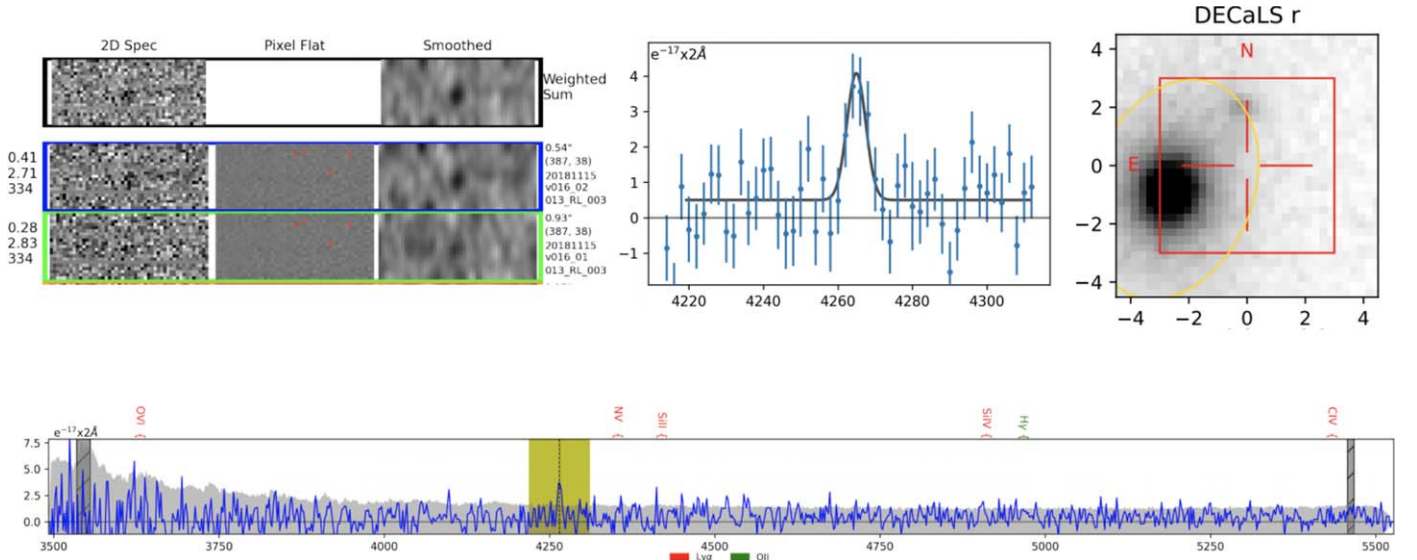 2D Spec Pixel Flat Smoothed
Weighted
Sum
0.41
2.71
334
0.54"
(387, 38)
20181115
v016_02
013_RL_003
0.28
2.83
334
0.93"
(387, 38)
20181115
v016_01
013_RL_003
e⁻¹⁷x2Å
4
3
2
1
0
−1
4220 4240 4260 4280 4300
DECaLS r
N
E
4
2
0
−2
−4
−4 −2 0 2 4
OVI { NV { SiII { SiIV { Hγ { CIV {
e⁻¹⁷x2Å
7.5
5.0
2.5
0.0
3500 3750 4000 4250 4500 4750 5000 5250 5500
Lyα OII